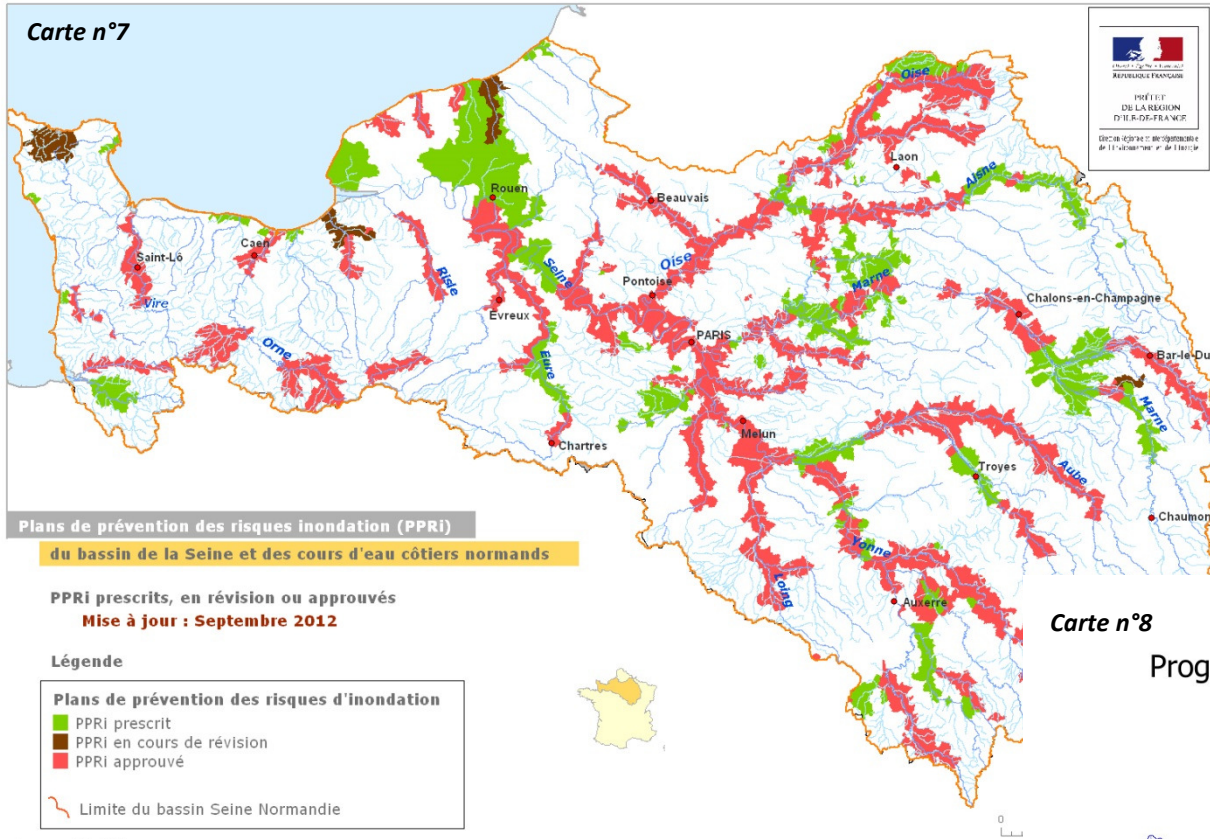 Carte n°7
RÉPUBLIQUE FRANÇAISE
PRÉFET
DE LA RÉGION
D'ILE-DE-FRANCE
Oise
Laon
Aisne
Rouen
Beauvais
Caen
Saint-Lô
Risle
Seine
Oise
Pontoise
Marne
Vire
Evreux
Chalons-en-Champagne
PARIS
Orne
Eure
Bar-le-Du
Marne
Chartres
Melun
Troyes
Aube
Chaumon
Plans de prévention des risques inondation (PPRi)
du bassin de la Seine et des cours d'eau côtiers normands
Yonne
Loing
PPRi prescrits, en révision ou approuvés
Auxerre
Mise à jour : Septembre 2012
Carte n°8
Prog
Légende
Plans de prévention des risques d'inondation
PPRi prescrit
PPRi en cours de révision
PPRi approuvé
Limite du bassin Seine Normandie
0